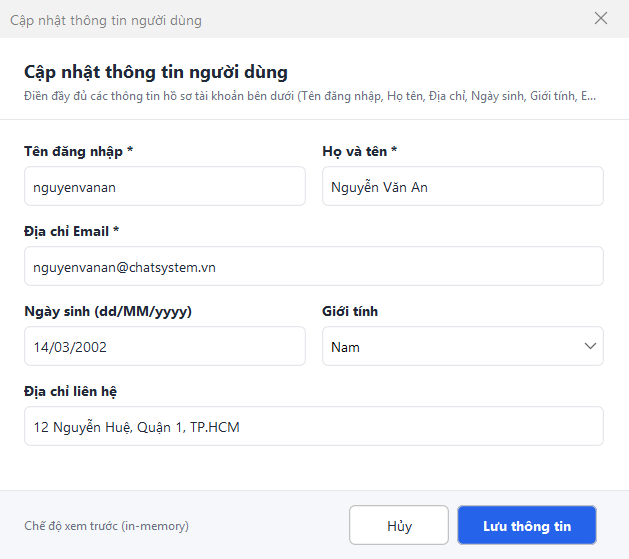 Cập nhật thông tin người dùng
Cập nhật thông tin người dùng
Điền đầy đủ các thông tin hồ sơ tài khoản bên dưới (Tên đăng nhập, Họ tên, Địa chỉ, Ngày sinh, Giới tính, E...
Tên đăng nhập * Họ và tên *
nguyenvanan Nguyễn Văn An
Địa chỉ Email *
nguyenvanan@chatsystem.vn
Ngày sinh (dd/MM/yyyy) Giới tính
14/03/2002 Nam
Địa chỉ liên hệ
12 Nguyễn Huệ, Quận 1, TP.HCM
Chế độ xem trước (in-memory) Hủy Lưu thông tin